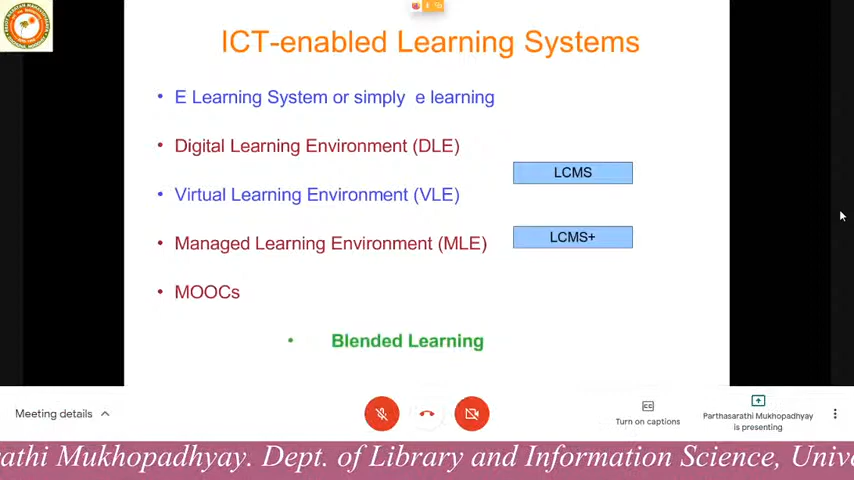 ICT-enabled Learning Systems
• E Learning System or simply e learning
• Digital Learning Environment (DLE)
LCMS
• Virtual Learning Environment (VLE)
LCMS+
• Managed Learning Environment (MLE)
• MOOCs
• Blended Learning
Meeting details
Turn on captions
Parthasarathi Mukhopadhyay
is presenting
rathi Mukhopadhyay. Dept. of Library and Information Science, Unive